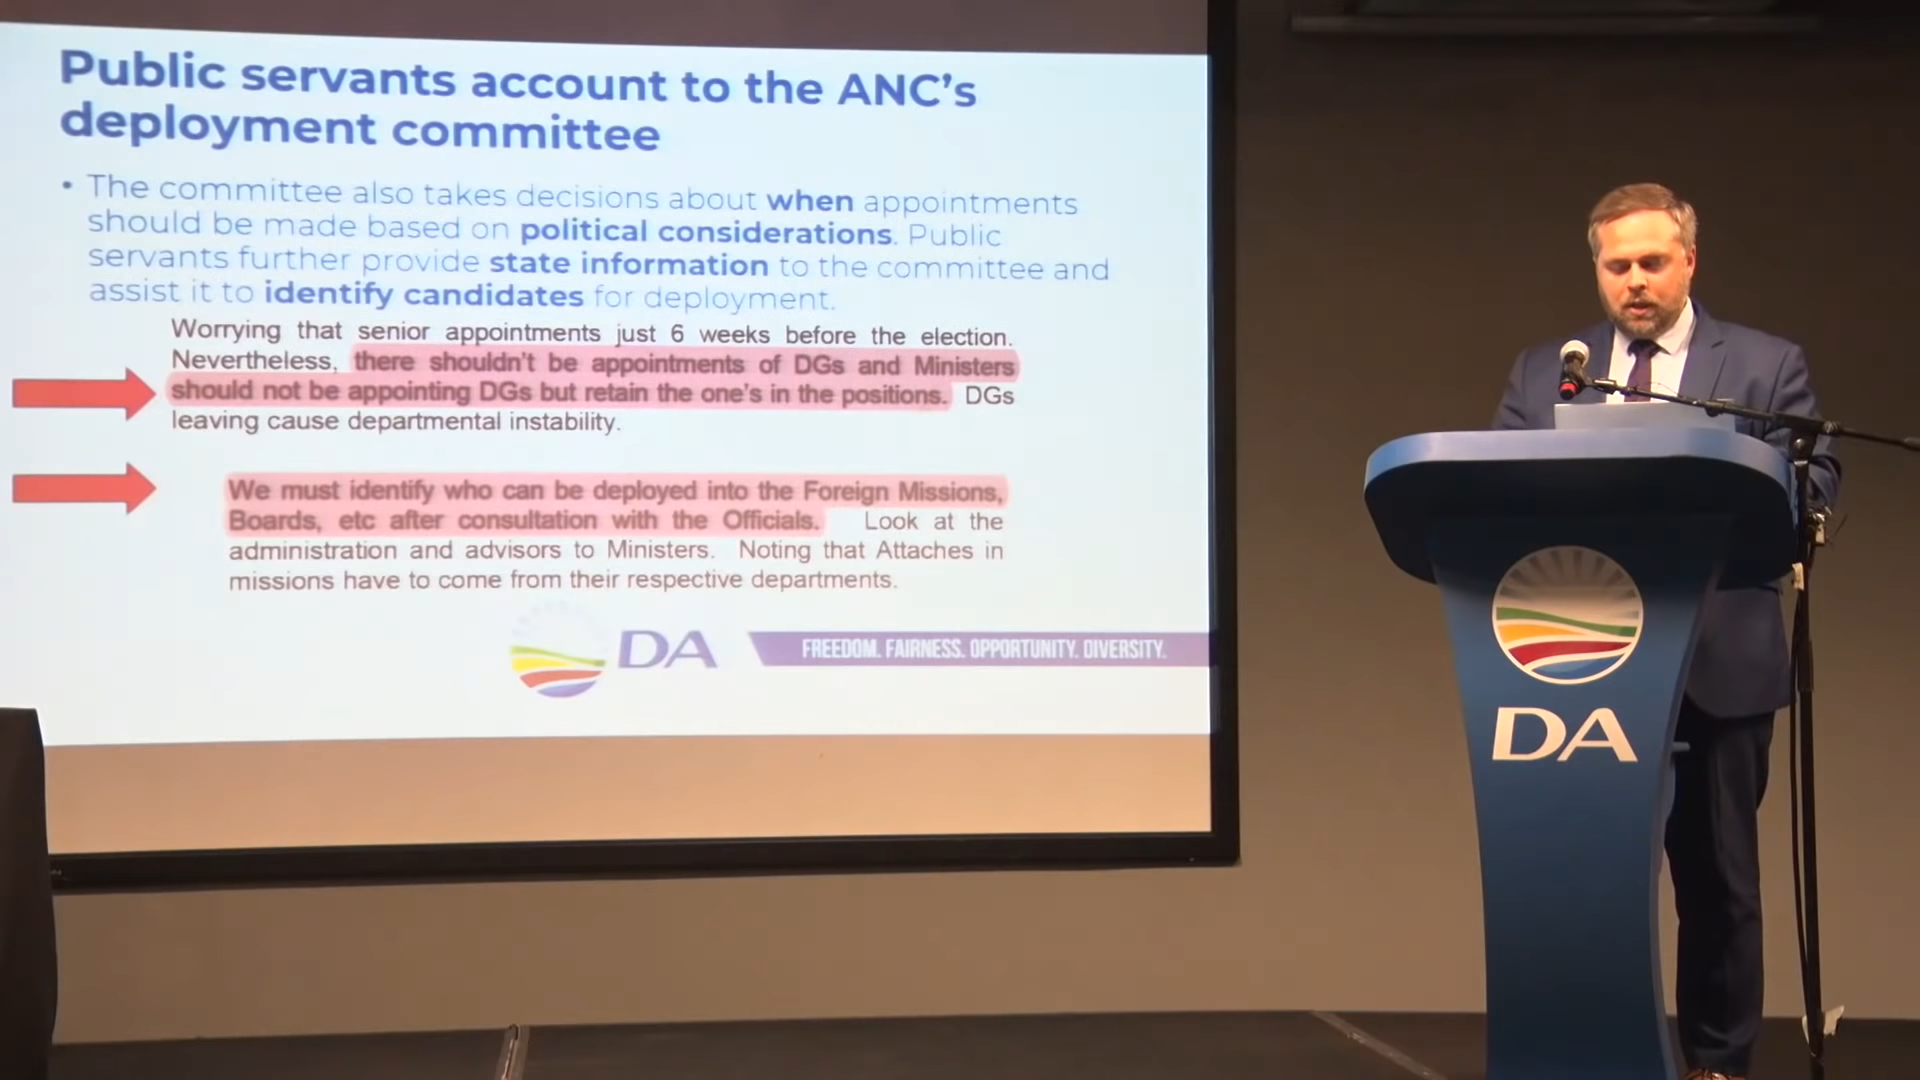 Public servants account to the ANC's
deployment committee
• The committee also takes decisions about when appointments
should be made based on political considerations. Public
servants further provide state information to the committee and
assist it to identify candidates for deployment.
Worrying that senior appointments just 6 weeks before the election.
Nevertheless, there shouldn't be appointments of DGs and Ministers
should not be appointing DGs but retain the one's in the positions. DGs
leaving cause departmental instability.
We must identify who can be deployed into the Foreign Missions,
Boards, etc after consultation with the Officials. Look at the
administration and advisors to Ministers. Noting that Attaches in
missions have to come from their respective departments.
DA
FREEDOM. FAIRNESS. OPPORTUNITY. DIVERSITY.
DA